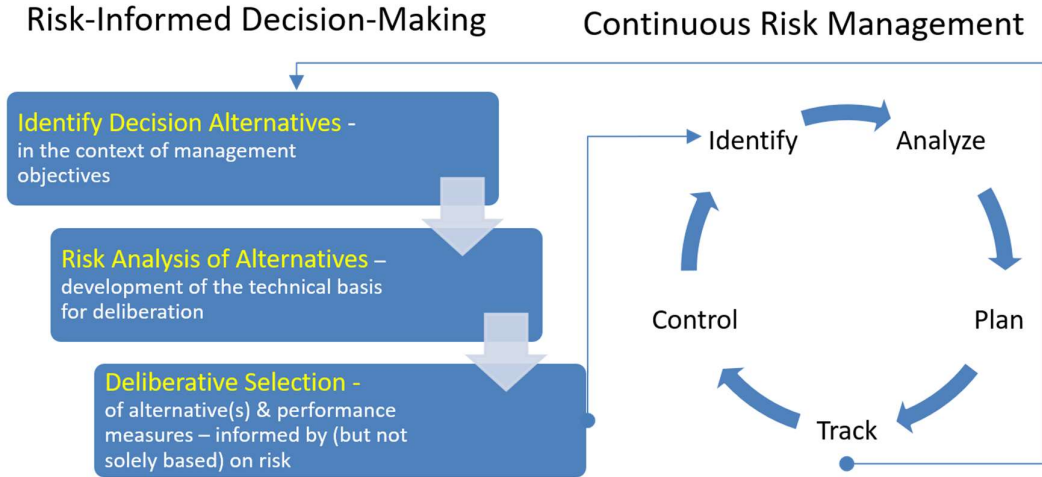 Risk-Informed Decision-Making
Continuous Risk Management
Identify Decision Alternatives -
in the context of management
objectives
Risk Analysis of Alternatives –
development of the technical basis
for deliberation
Deliberative Selection -
of alternative(s) & performance
measures – informed by (but not
solely based) on risk
Identify
Analyze
Plan
Track
Control